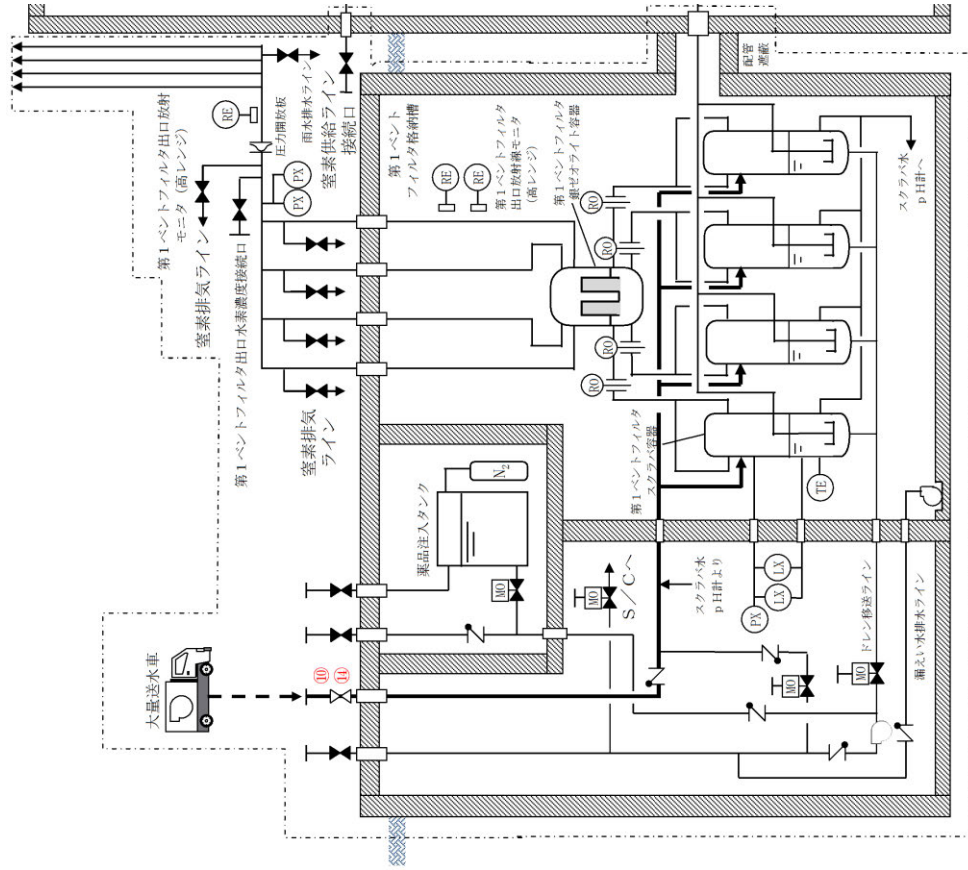 第１ベントフィルタ出口放射
モニタ（高レンジ）
窒素排気ライン
第１ベントフィルタ出口水素濃度接続口
RE
圧力開放板
雨水排水ライン
窒素供給ライン
接続口
PX
PX
窒素排気
ライン
配管
遮蔽
第１ベント
フィルタ格納槽
RE
RE
第１ベントフィルタ
出口放射線モニタ
（高レンジ）
第１ベントフィルタ
銀ゼオライト容器
RO
RO
RO
RO
スクラバ水
ｐＨ計へ
第１ベントフィルタ
スクラバ容器
TE
薬品注入タンク
N₂
MO
大量送水車
⑩
⑭
MO
Ｓ／Ｃへ
スクラバ水
ｐＨ計より
PX
LX
LX
MO
MO
ドレン移送ライン
漏えい水排水ライン